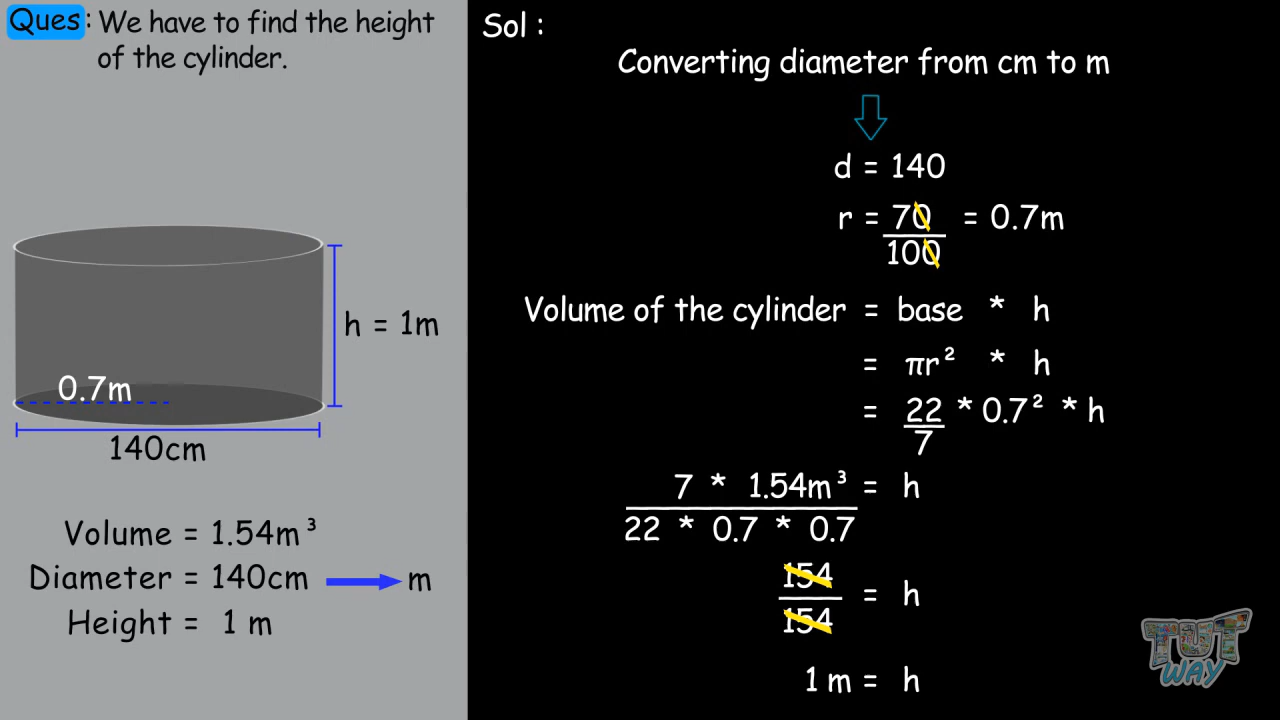 Ques : We have to find the height
of the cylinder.
h = 1m
0.7m
140cm
Volume = 1.54m³
Diameter = 140cm m
Height = 1 m
Sol :
Converting diameter from cm to m
d = 140
r = 70 = 0.7m
100
Volume of the cylinder = base * h
= πr² * h
= 22 * 0.7² * h
7
7 * 1.54m³ = h
22 * 0.7 * 0.7
154 = h
154
1 m = h
TUT
WAY